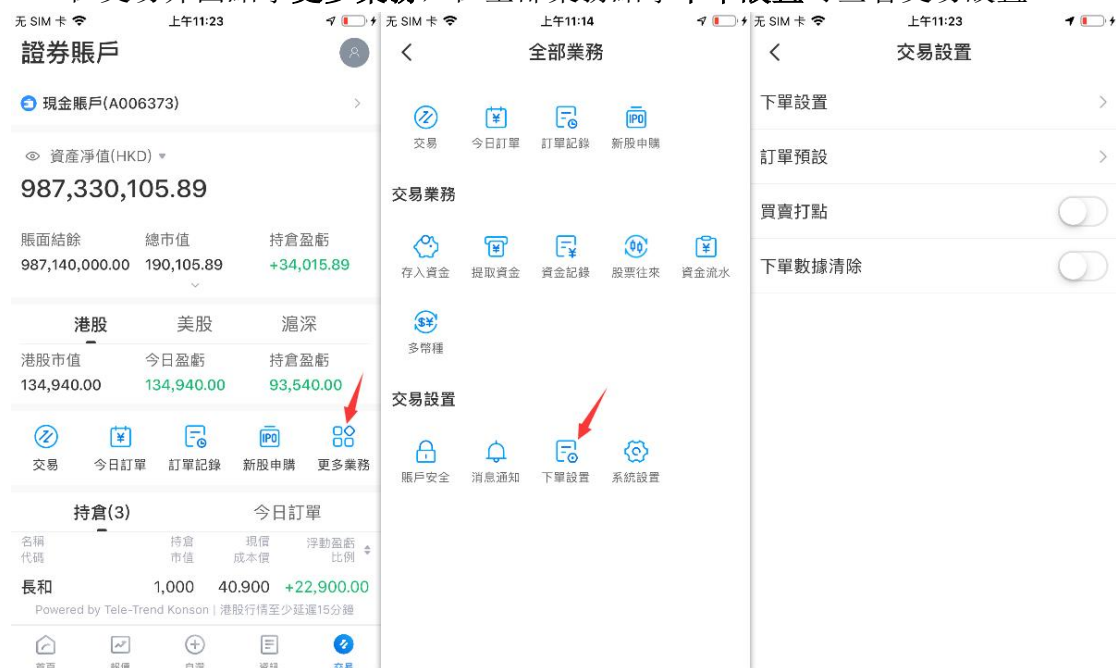 无 SIM 卡 上午11:23
證券賬戶
現金賬戶(A006373)
資產淨值(HKD)
987,330,105.89
賬面結餘 總市值 持倉盈虧
987,140,000.00 190,105.89 +34,015.89
港股 美股 滬深
港股市值 今日盈虧 持倉盈虧
134,940.00 134,940.00 93,540.00
交易 今日訂單 訂單記錄 新股申購 更多業務
持倉(3) 今日訂單
名稱 持倉 現價 浮動盈虧
代碼 市值 成本價 比例
長和 1,000 40.900 +22,900.00
Powered by Tele-Trend Konson | 港股行情至少延遲15分鐘
无 SIM 卡 上午11:14
全部業務
交易 今日訂單 訂單記錄 新股申購
IPO
交易業務
存入資金 提取資金 資金記錄 股票往來 資金流水
多幣種
交易設置
賬戶安全 消息通知 下單設置 系統設置
无 SIM 卡 上午11:23
交易設置
下單設置
訂單預設
買賣打點
下單數據清除